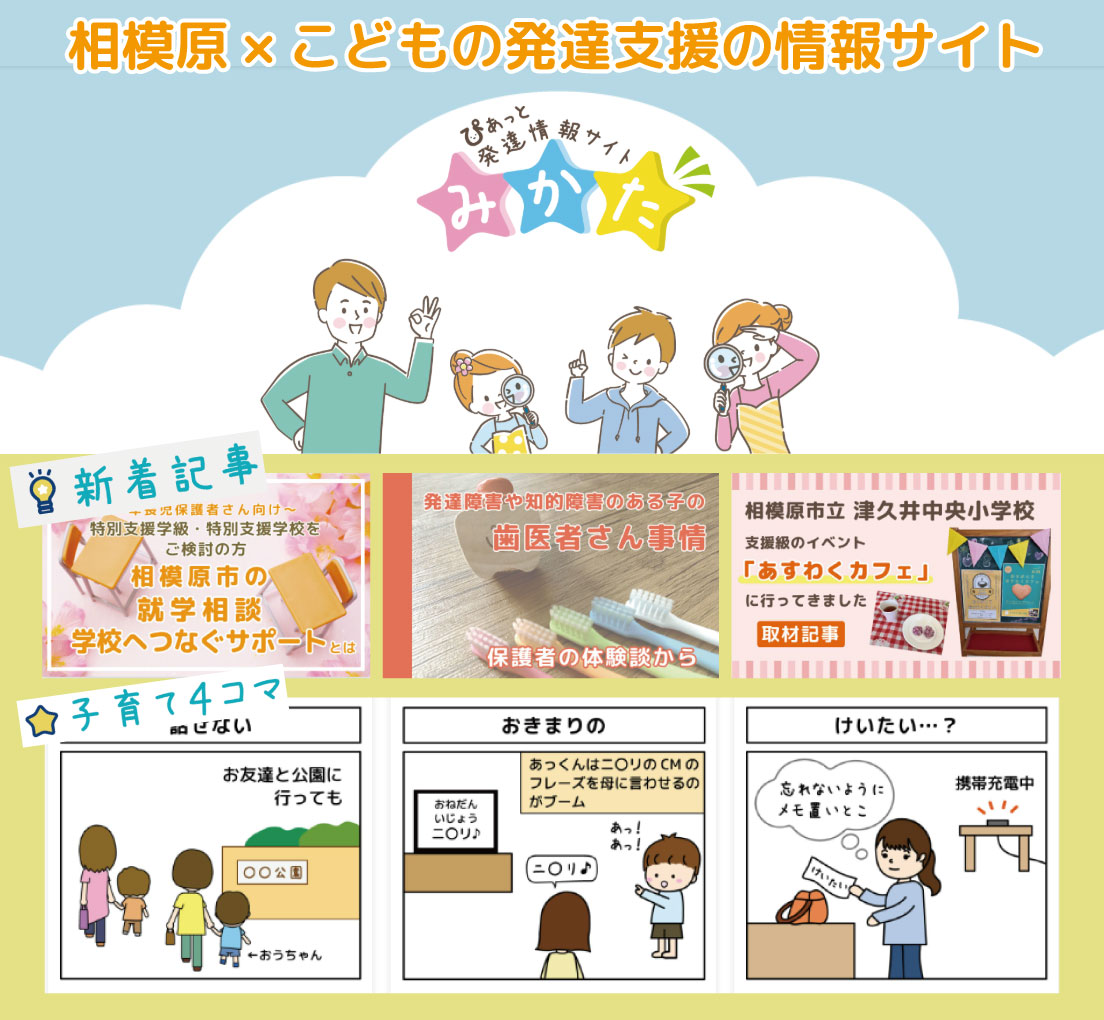 相模原×こどもの発達支援の情報サイト
ぴあっと
発達情報サイト
みかた
新着記事
年長児保護者さん向け～
特別支援学級・特別支援学校を
ご検討の方
相模原市の
就学相談
学校へつなぐサポートとは
発達障害や知的障害のある子の
歯医者さん事情
保護者の体験談から
相模原市立 津久井中央小学校
支援級のイベント
「あすわくカフェ」
に行ってきました
取材記事
子育て4コマ
話せない
お友達と公園に
行っても
〇〇公園
←おうちゃん
おきまりの
あっくんは二〇リのCMの
フレーズを母に言わせるの
がブーム
おねだん
いじょう
二〇リ♪
あっ！
あっ！
二〇リ♪
けいたい…？
忘れないように
メモ置いとこ
携帯充電中
けいたい